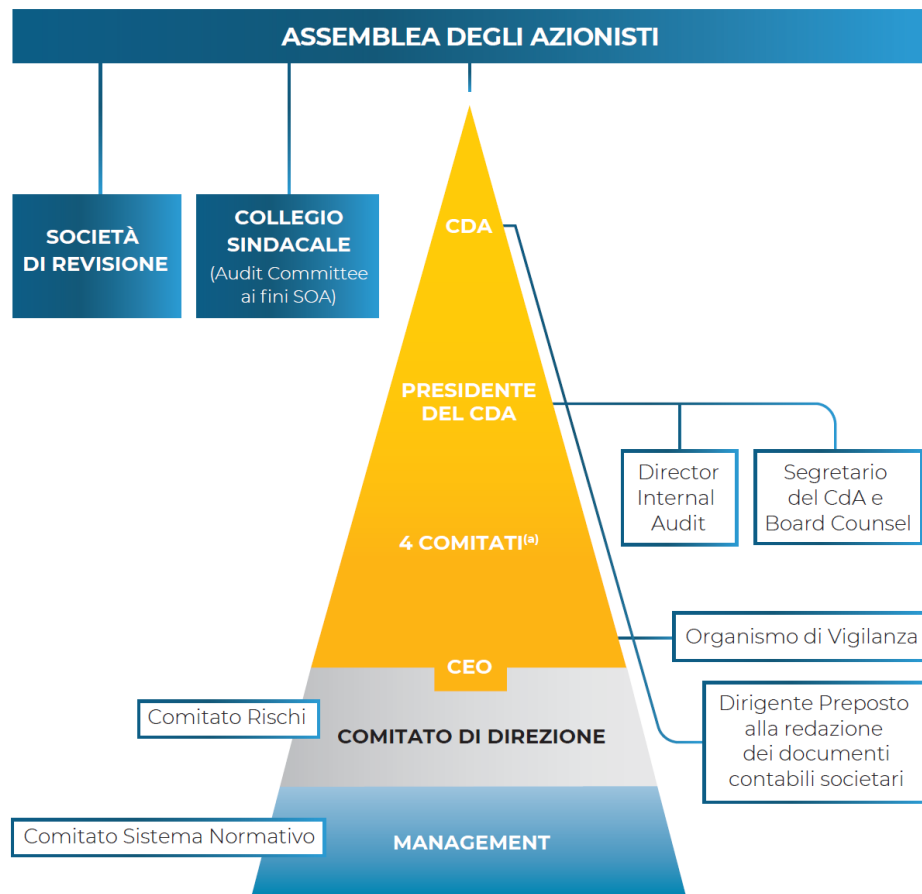 ASSEMBLEA DEGLI AZIONISTI
SOCIETÀ
DI REVISIONE
COLLEGIO
SINDACALE
(Audit Committee
ai fini SOA)
CDA
PRESIDENTE
DEL CDA
Director
Internal
Audit
Segretario
del CdA e
Board Counsel
4 COMITATI(a)
Organismo di Vigilanza
CEO
Comitato Rischi
COMITATO DI DIREZIONE
Dirigente Preposto
alla redazione
dei documenti
contabili societari
Comitato Sistema Normativo
MANAGEMENT